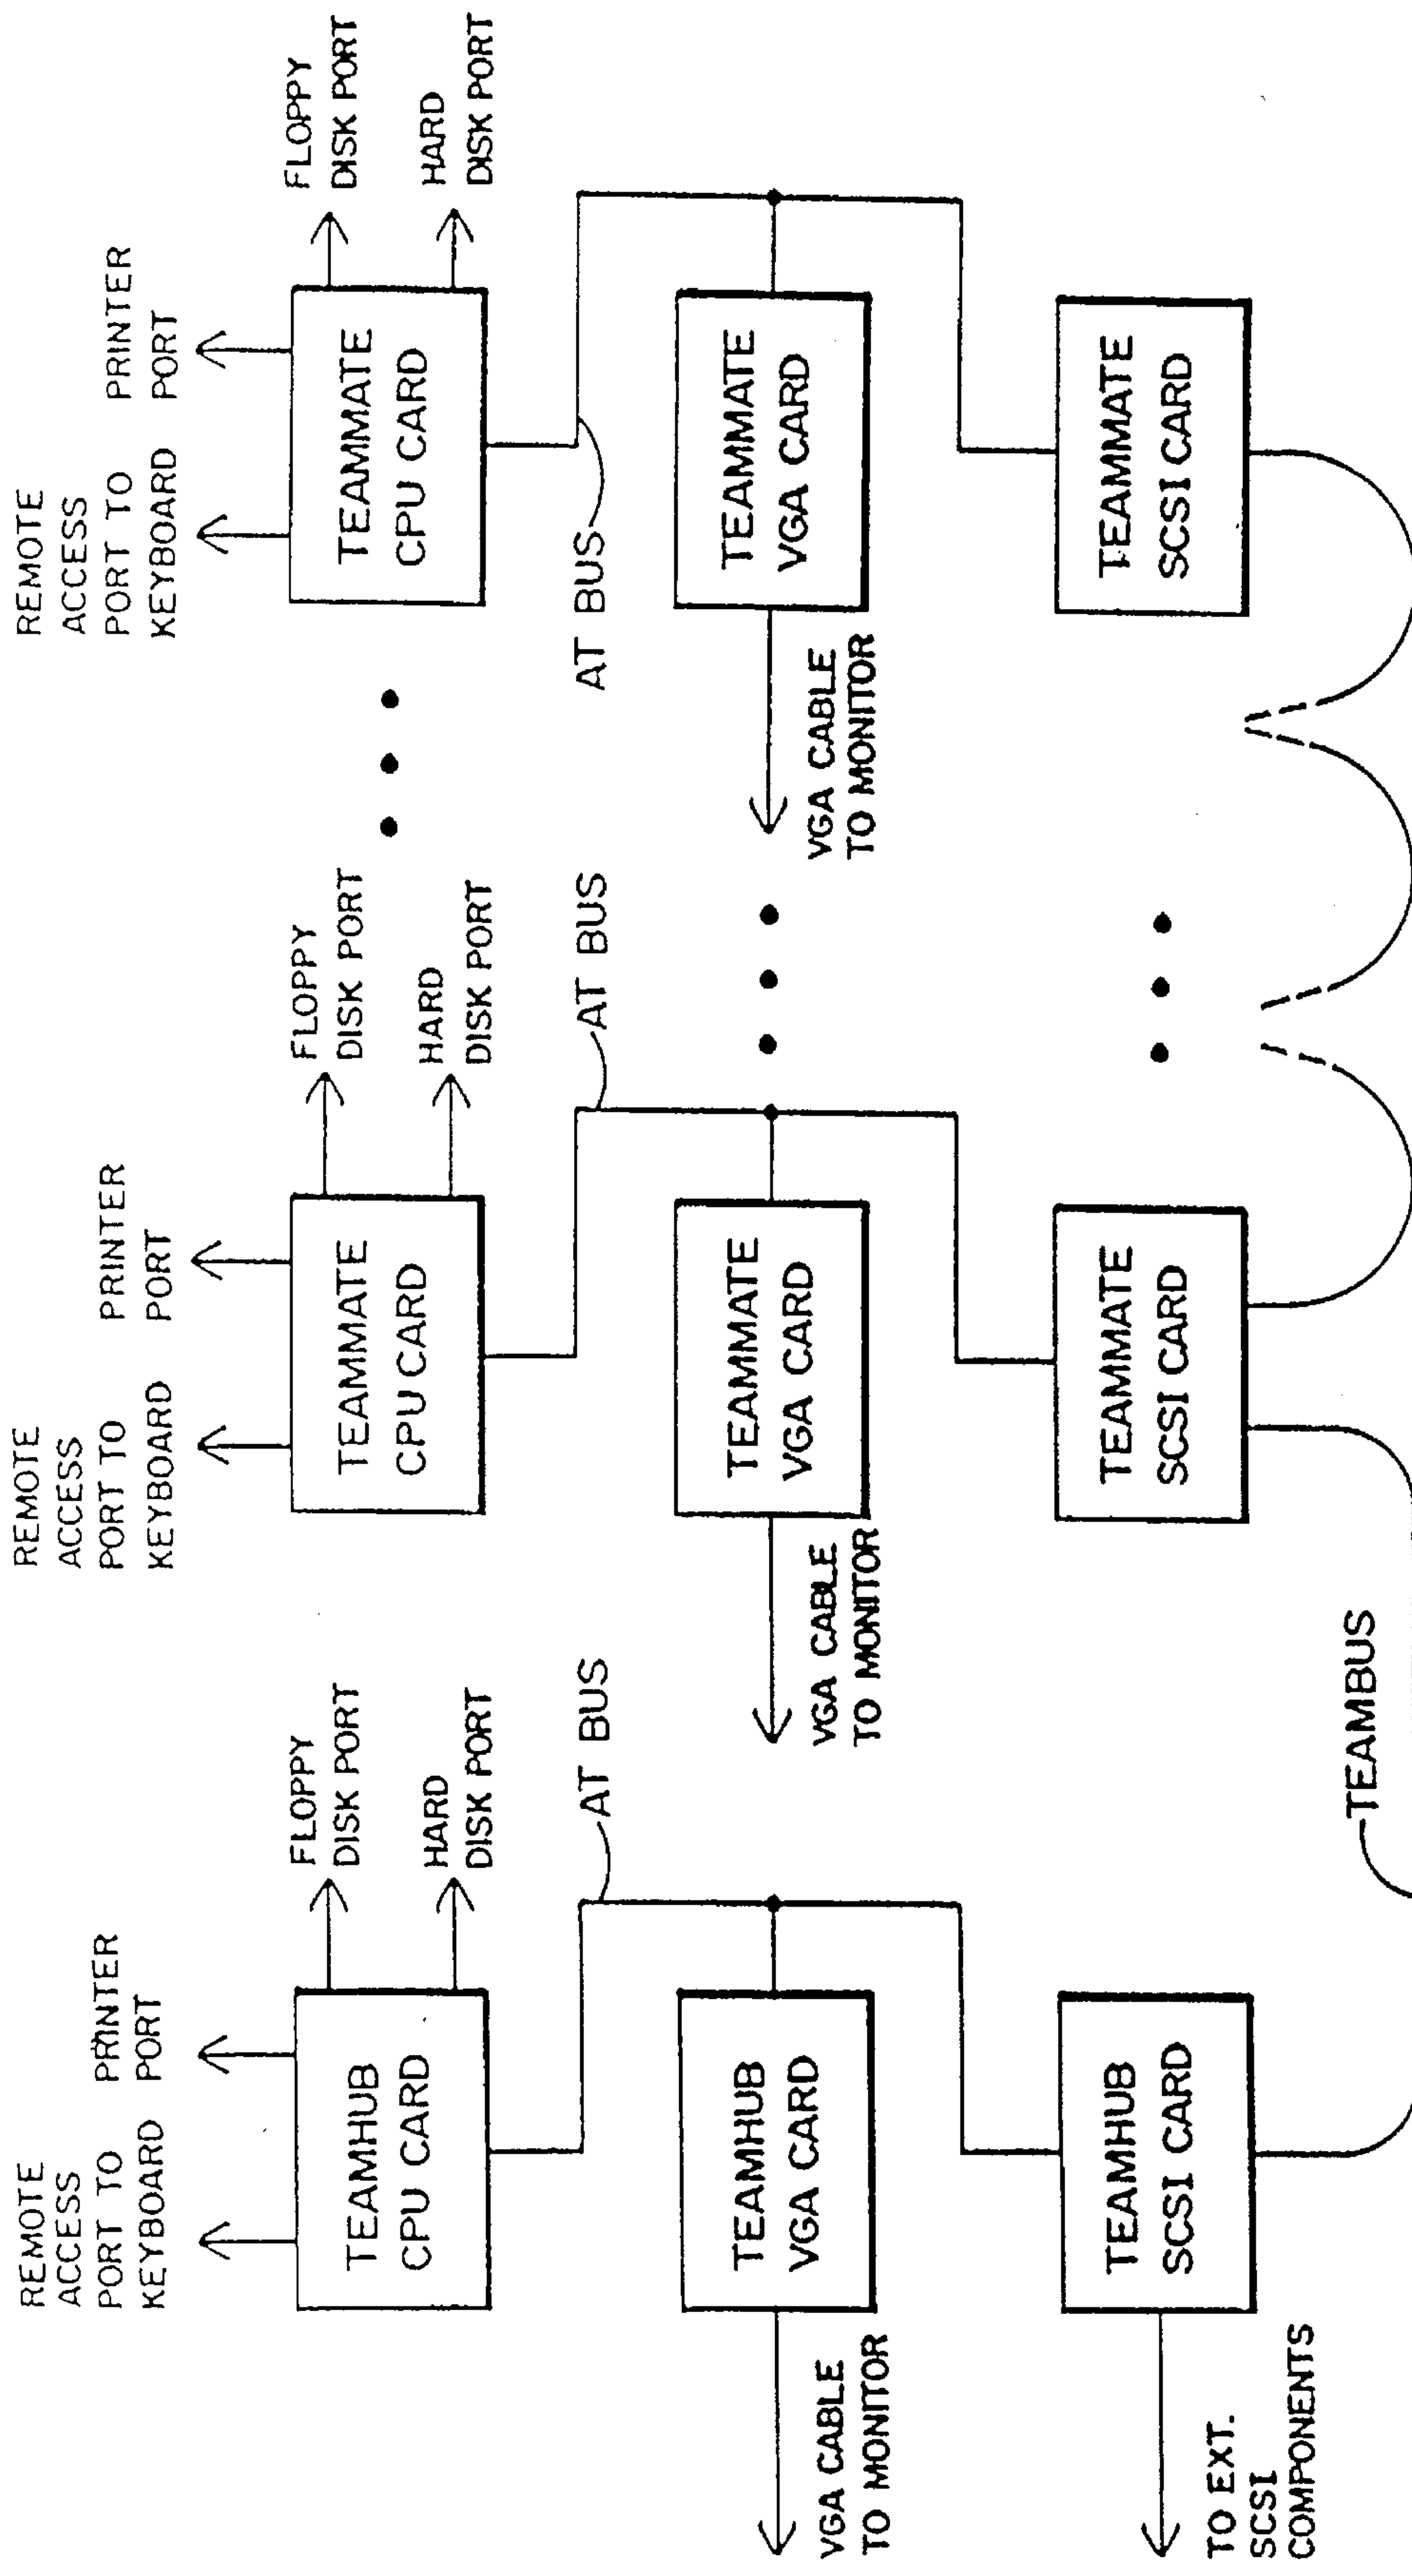 REMOTE
ACCESS
PORT TO
KEYBOARD
PRINTER
PORT
FLOPPY
DISK PORT
HARD
DISK PORT
TEAMHUB
CPU CARD
AT BUS
TEAMHUB
VGA CARD
VGA CABLE
TO MONITOR
TEAMHUB
SCSI CARD
TO EXT.
SCSI
COMPONENTS
TEAMBUS
REMOTE
ACCESS
PORT TO
KEYBOARD
PRINTER
PORT
FLOPPY
DISK PORT
HARD
DISK PORT
TEAMMATE
CPU CARD
AT BUS
TEAMMATE
VGA CARD
VGA CABLE
TO MONITOR
TEAMMATE
SCSI CARD
REMOTE
ACCESS
PORT TO
KEYBOARD
PRINTER
PORT
FLOPPY
DISK PORT
HARD
DISK PORT
TEAMMATE
CPU CARD
AT BUS
TEAMMATE
VGA CARD
VGA CABLE
TO MONITOR
TEAMMATE
SCSI CARD